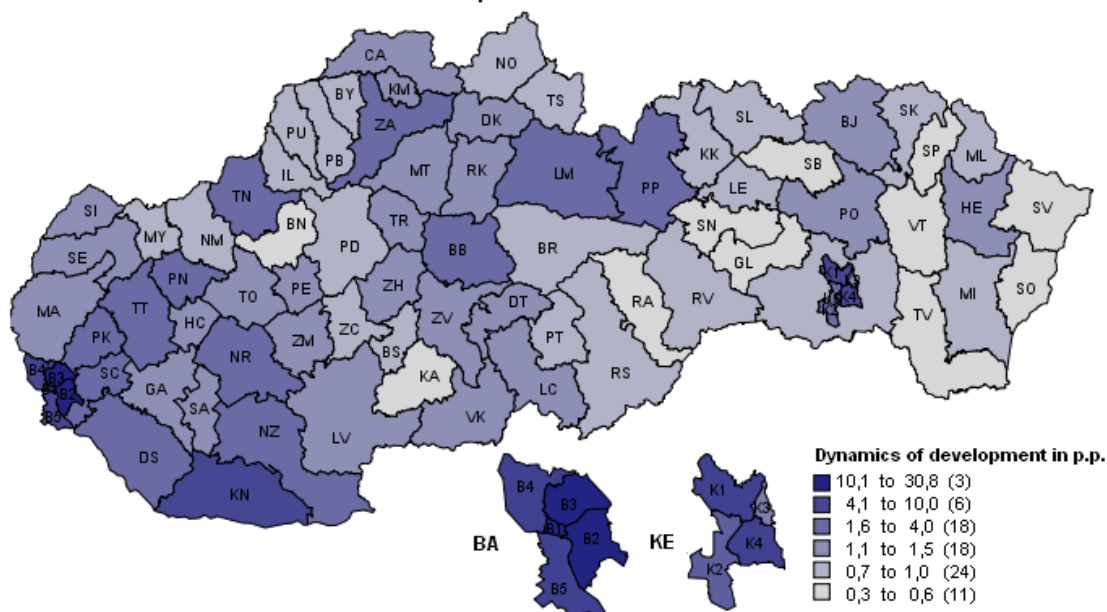 CA
NO
BY
KM
TS
ZA
DK
PU
PB
SL
BJ
SK
SP
ML
KK
SB
IL
MT
RK
LM
PP
LE
HE
SV
TN
PO
SI
BN
TR
SN
VT
MY
NM
PD
BB
BR
GL
SE
PN
PE
ZH
K1
K4
SO
MA
TT
TO
DT
RA
RV
MI
TV
HC
ZM
ZC
ZV
PT
PK
BS
B4
B3
SC
NR
KA
RS
B2
GA
SA
LC
B5
VK
DS
NZ
LV
KN
Dynamics of development in p.p.
10,1 to 30,8 (3)
4,1 to 10,0 (6)
1,6 to 4,0 (18)
1,1 to 1,5 (18)
0,7 to 1,0 (24)
0,3 to 0,6 (11)
BA
B4
B3
B1
B2
B5
KE
K1
K3
K4
K2